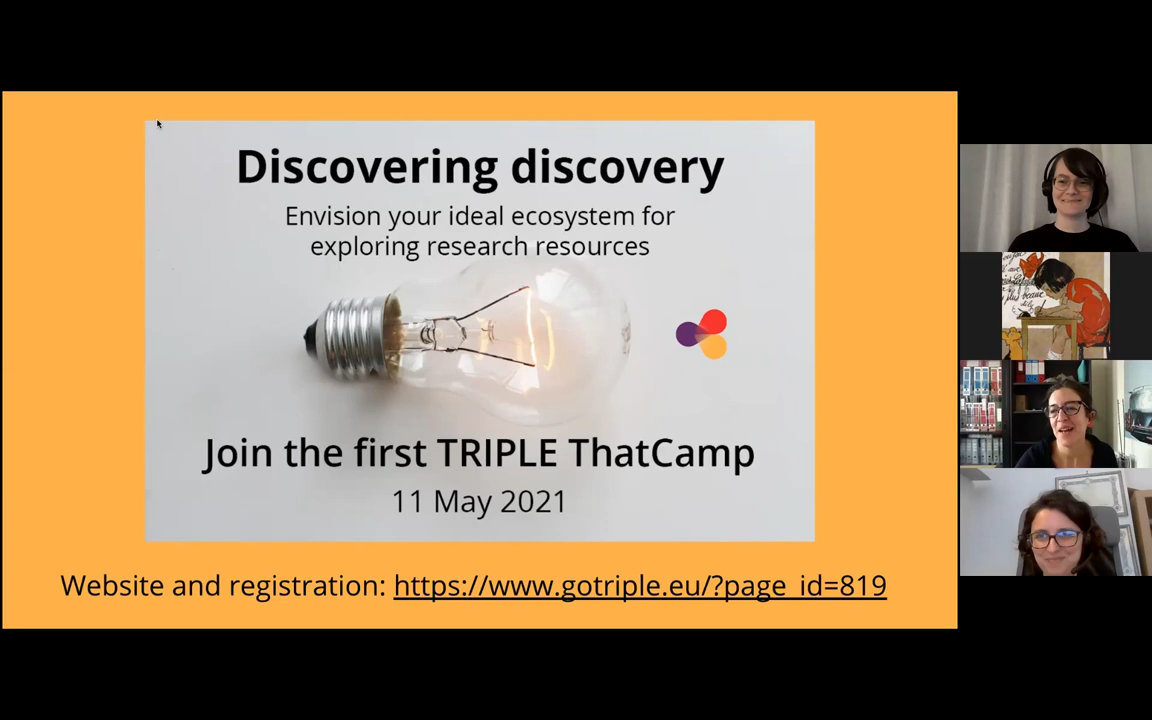 Discovering discovery
Envision your ideal ecosystem for
exploring research resources
Join the first TRIPLE ThatCamp
11 May 2021
Website and registration: https://www.gotriple.eu/?page_id=819